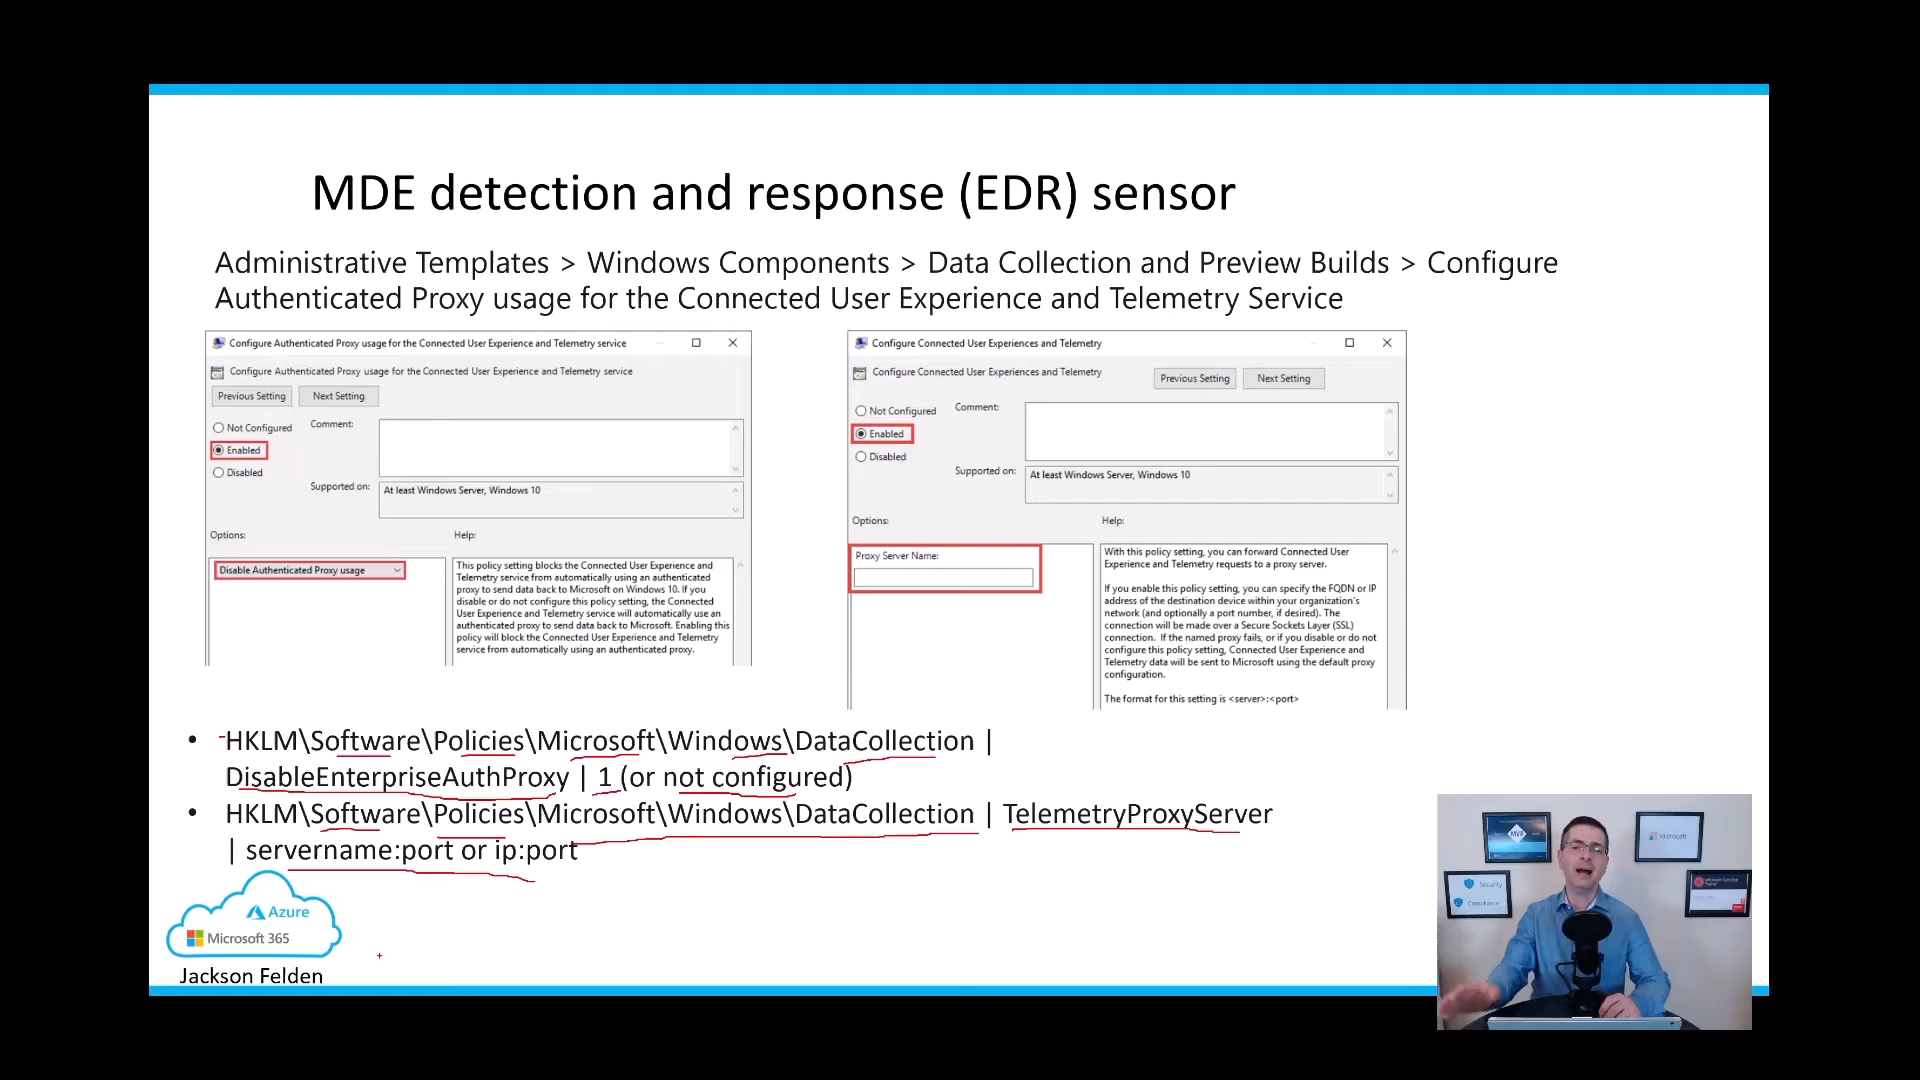 MDE detection and response (EDR) sensor
Administrative Templates > Windows Components > Data Collection and Preview Builds > Configure
Authenticated Proxy usage for the Connected User Experience and Telemetry Service
Configure Authenticated Proxy usage for the Connected User Experience and Telemetry service
Configure Authenticated Proxy usage for the Connected User Experience and Telemetry service
Previous Setting
Next Setting
Not Configured
Comment:
Enabled
Disabled
Supported on:
At least Windows Server, Windows 10
Options:
Help:
Disable Authenticated Proxy usage
This policy setting blocks the Connected User Experience and
Telemetry service from automatically using an authenticated
proxy to send data back to Microsoft on Windows 10. If you
disable or do not configure this policy setting, the Connected
User Experience and Telemetry service will automatically use an
authenticated proxy to send data back to Microsoft. Enabling this
policy will block the Connected User Experience and Telemetry
service from automatically using an authenticated proxy.
Configure Connected User Experiences and Telemetry
Configure Connected User Experiences and Telemetry
Previous Setting
Next Setting
Not Configured
Comment:
Enabled
Disabled
Supported on:
At least Windows Server, Windows 10
Options:
Help:
Proxy Server Name:
With this policy setting, you can forward Connected User
Experience and Telemetry requests to a proxy server.
If you enable this policy setting, you can specify the FQDN or IP
address of the destination device within your organization's
network (and optionally a port number, if desired). The
connection will be made over a Secure Sockets Layer (SSL)
connection. If the named proxy fails, or if you disable or do not
configure this policy setting, Connected User Experience and
Telemetry data will be sent to Microsoft using the default proxy
configuration.
The format for this setting is <server>:<port>
• HKLM\Software\Policies\Microsoft\Windows\DataCollection |
DisableEnterpriseAuthProxy | 1 (or not configured)
• HKLM\Software\Policies\Microsoft\Windows\DataCollection | TelemetryProxyServer
| servername:port or ip:port
Azure
Microsoft 365
Jackson Felden
MVP
Microsoft
Security
Compliance